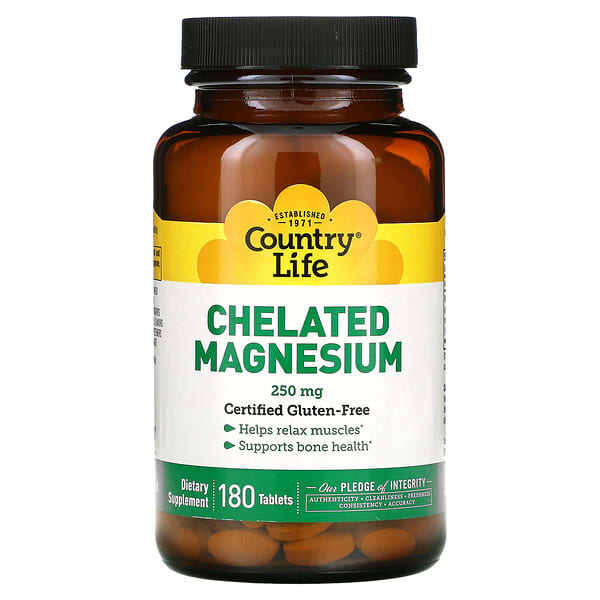 ESTABLISHED
1971
Country®
Life
CHELATED
MAGNESIUM
250 mg
Certified Gluten-Free
Helps relax muscles*
Supports bone health*
Dietary
Supplement
180 Tablets
Our PLEDGE of INTEGRITY
AUTHENTICITY • CLEANLINESS • FRESHNESS
CONSISTENCY • ACCURACY